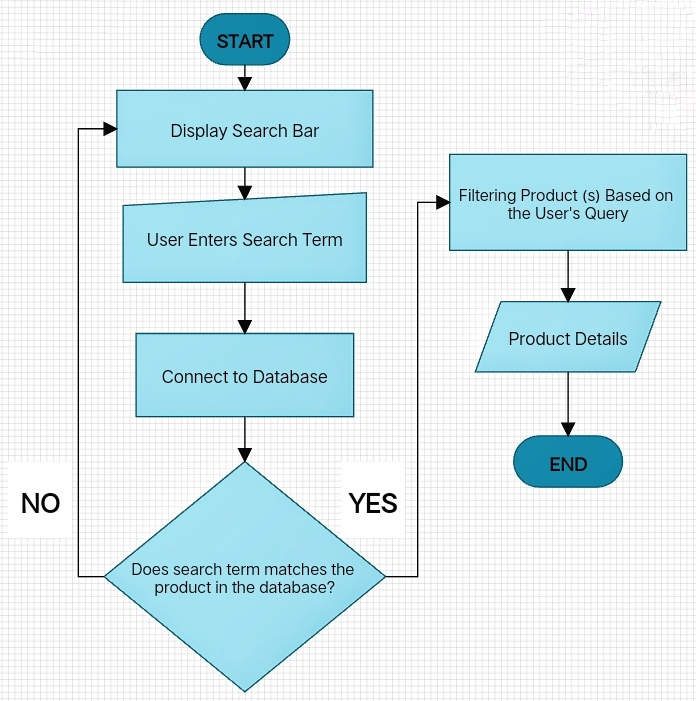 START
Display Search Bar
User Enters Search Term
Connect to Database
Does search term matches the
product in the database?
NO
YES
Filtering Product (s) Based on
the User's Query
Product Details
END